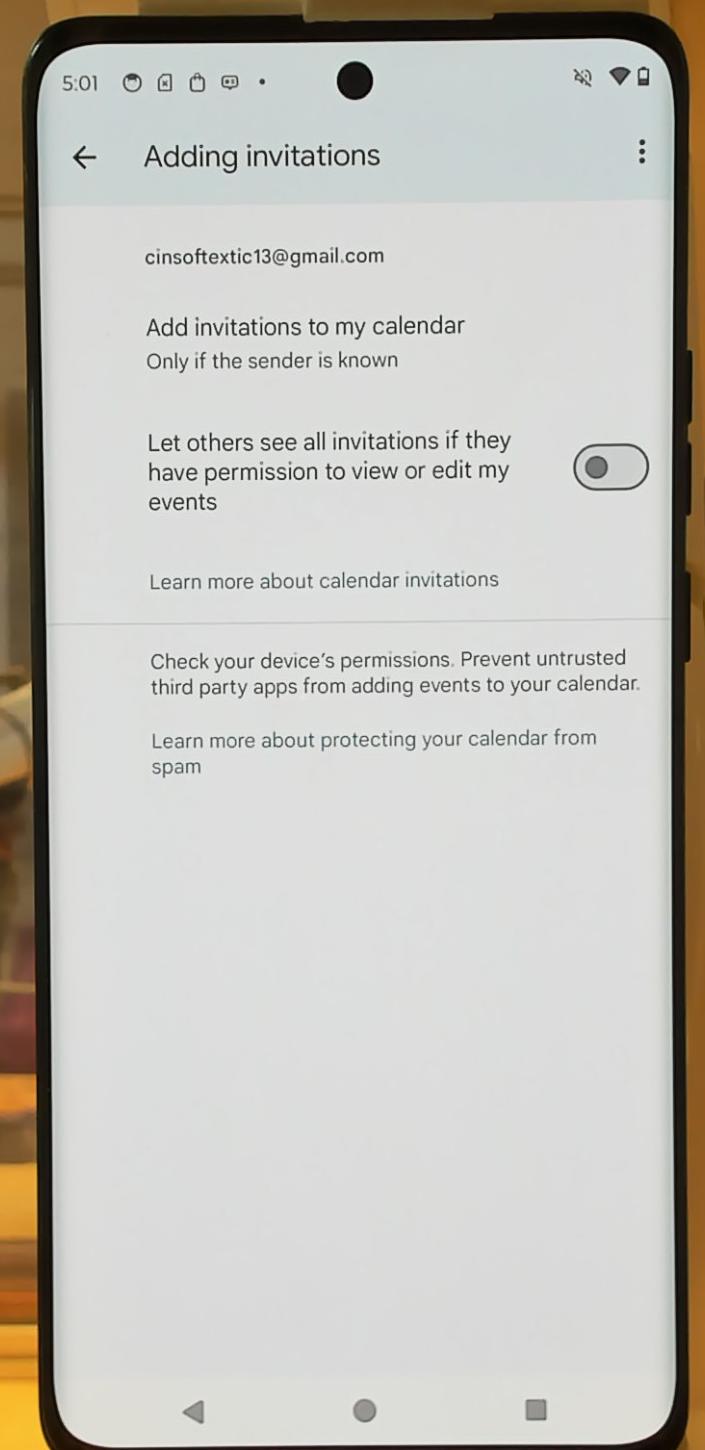 5:01
Adding invitations
cinsoftextic13@gmail.com
Add invitations to my calendar
Only if the sender is known
Let others see all invitations if they
have permission to view or edit my
events
Learn more about calendar invitations
Check your device's permissions. Prevent untrusted
third party apps from adding events to your calendar.
Learn more about protecting your calendar from
spam